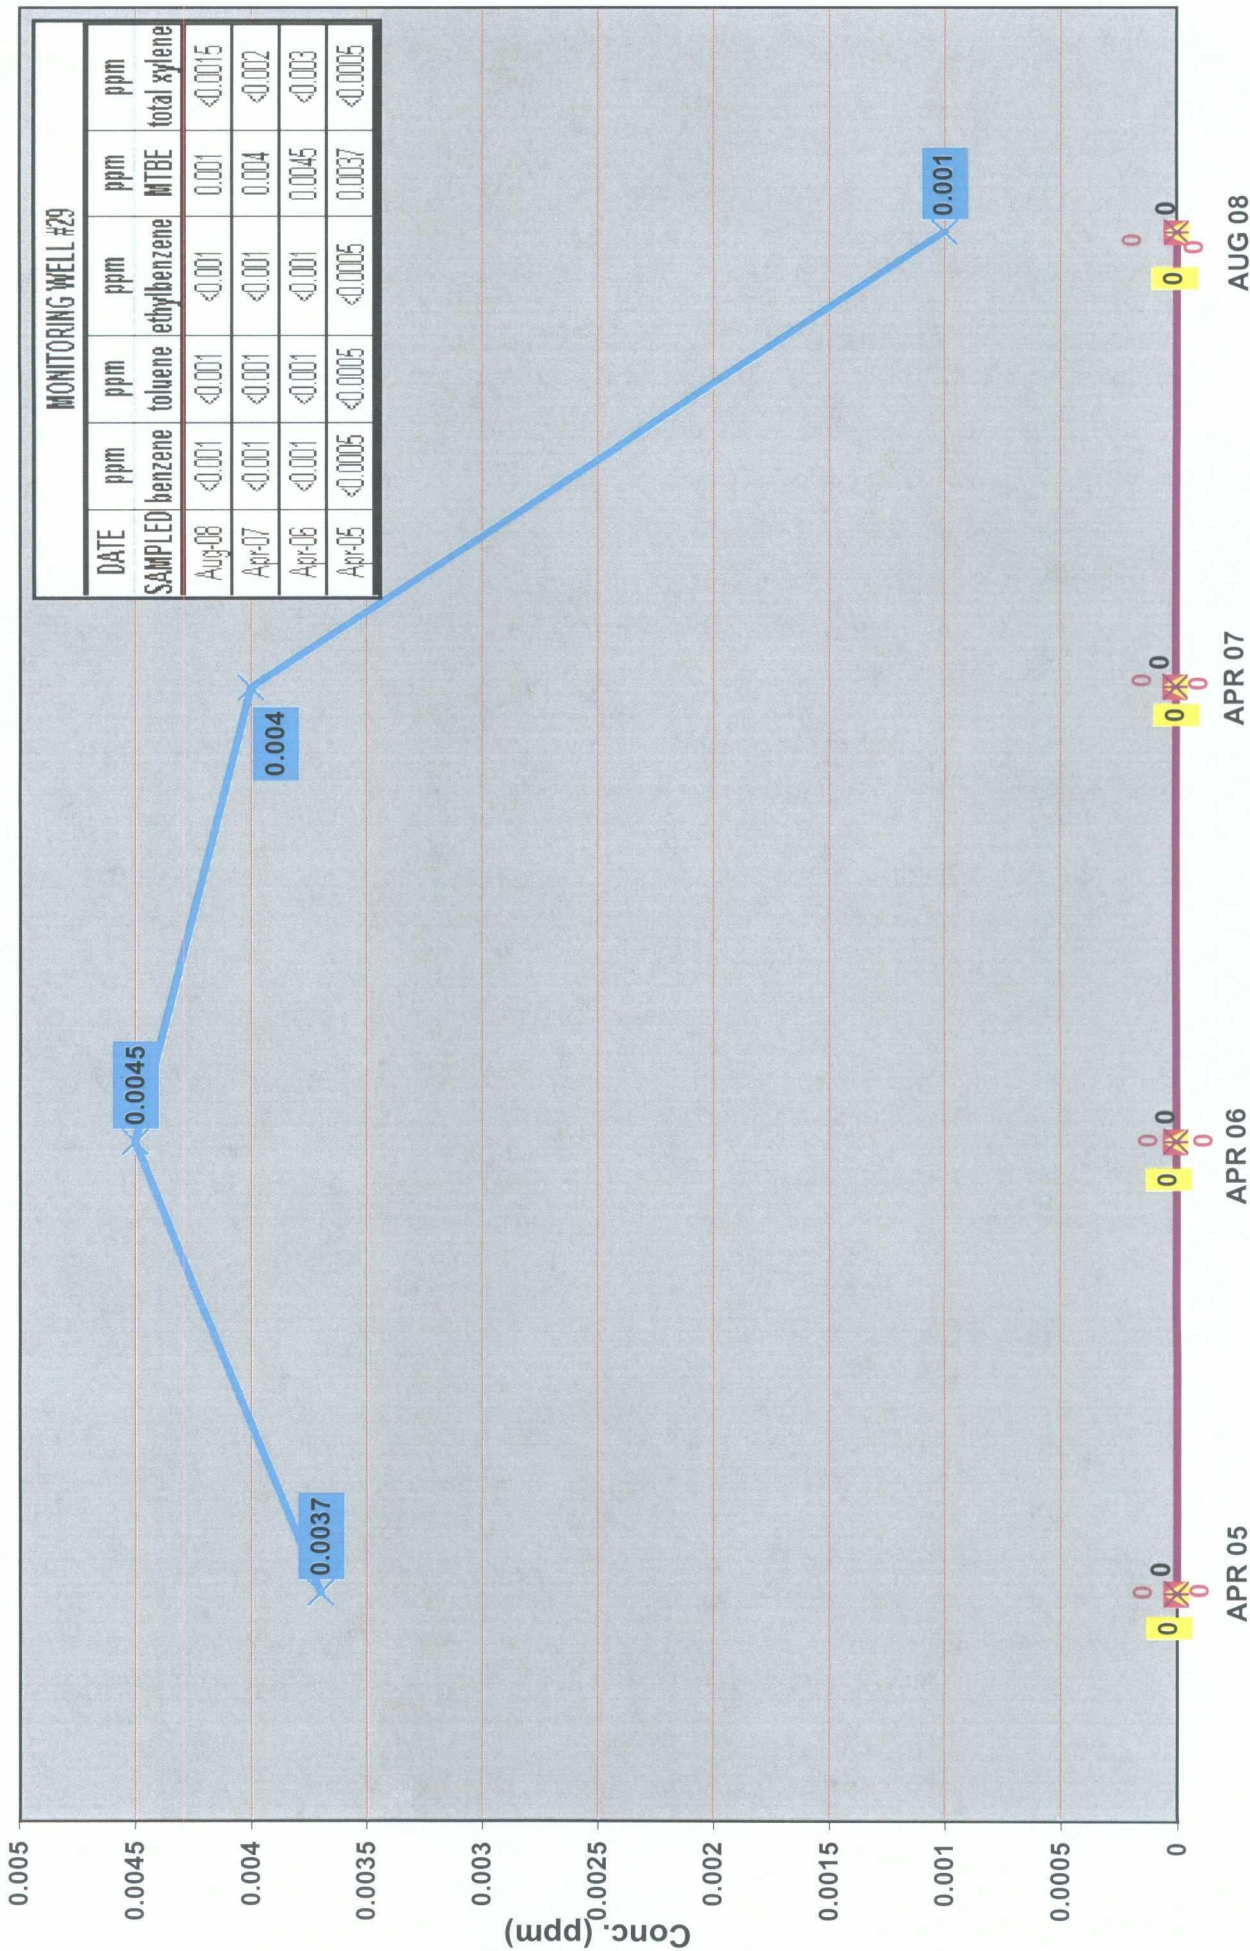 MONITORING WELL #29
DATE ppm ppm ppm ppm ppm
SAMPLED benzene toluene ethylbenzene MTBE total xylene
Aug-08 <0.001 <0.001 <0.001 0.001 <0.0015
Apr-07 <0.001 <0.001 <0.001 0.004 <0.002
Apr-06 <0.001 <0.001 <0.001 0.0045 <0.003
Apr-05 <0.0005 <0.0005 <0.0005 0.0037 <0.0005
Conc. (ppm)
0.005
0.0045
0.004
0.0035
0.003
0.0025
0.002
0.0015
0.001
0.0005
0
0.0037
0.0045
0.004
0.001
0 0 0 0
0 0 0 0
0 0 0 0
0 0 0 0
APR 05 APR 06 APR 07 AUG 08